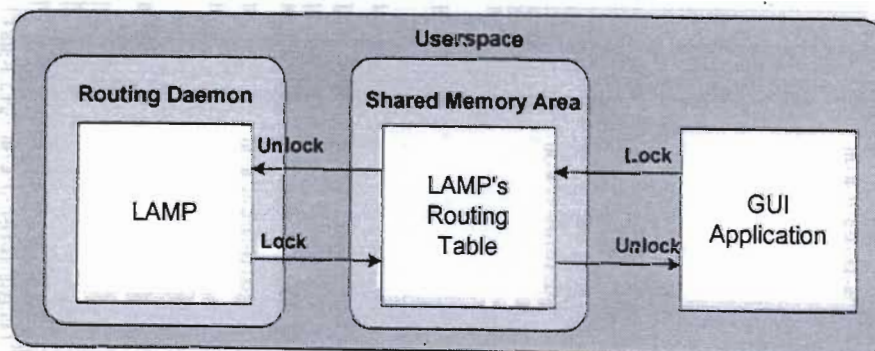 Userspace
Routing Daemon
Shared Memory Area
Unlock
Lock
LAMP
LAMP's
Routing
Table
GUI
Application
Lock
Unlock